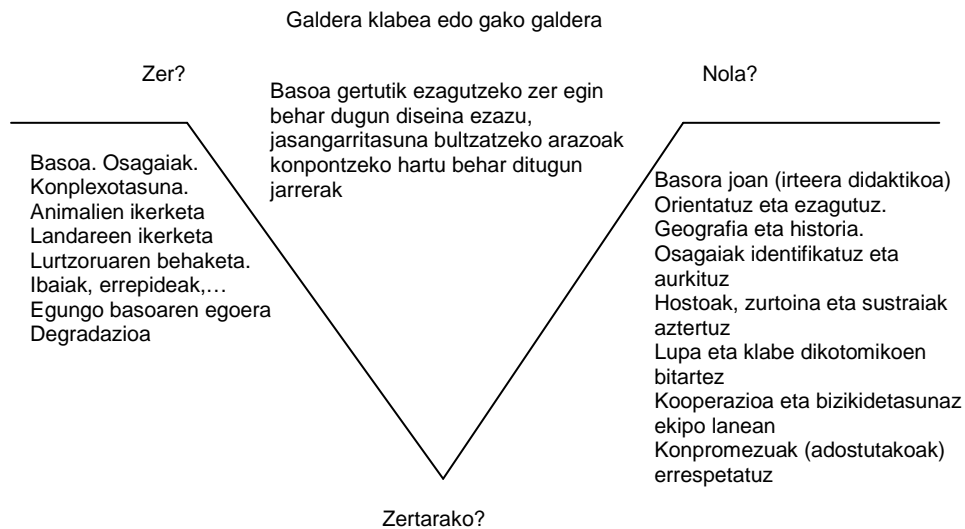 Galdera klabea edo gako galdera
Zer?
Nola?
Basoa gertutik ezagutzeko zer egin
behar dugun diseina ezazu,
jasangarritasuna bultzatzeko arazoak
konpontzeko hartu behar ditugun
jarrerak
Basoa. Osagaiak.
Konplexotasuna.
Animalien ikerketa
Landareen ikerketa
Lurtzoruaren behaketa.
Ibaiak, errepideak,…
Egungo basoaren egoera
Degradazioa
Basora joan (irteera didaktikoa)
Orientatuz eta ezagutuz.
Geografia eta historia.
Osagaiak identifikatuz eta
aurkituz
Hostoak, zurtoina eta sustraiak
aztertuz
Lupa eta klabe dikotomikoen
bitartez
Kooperazioa eta bizikidetasunaz
ekipo lanean
Konpromezuak (adostutakoak)
errespetatuz
Zertarako?